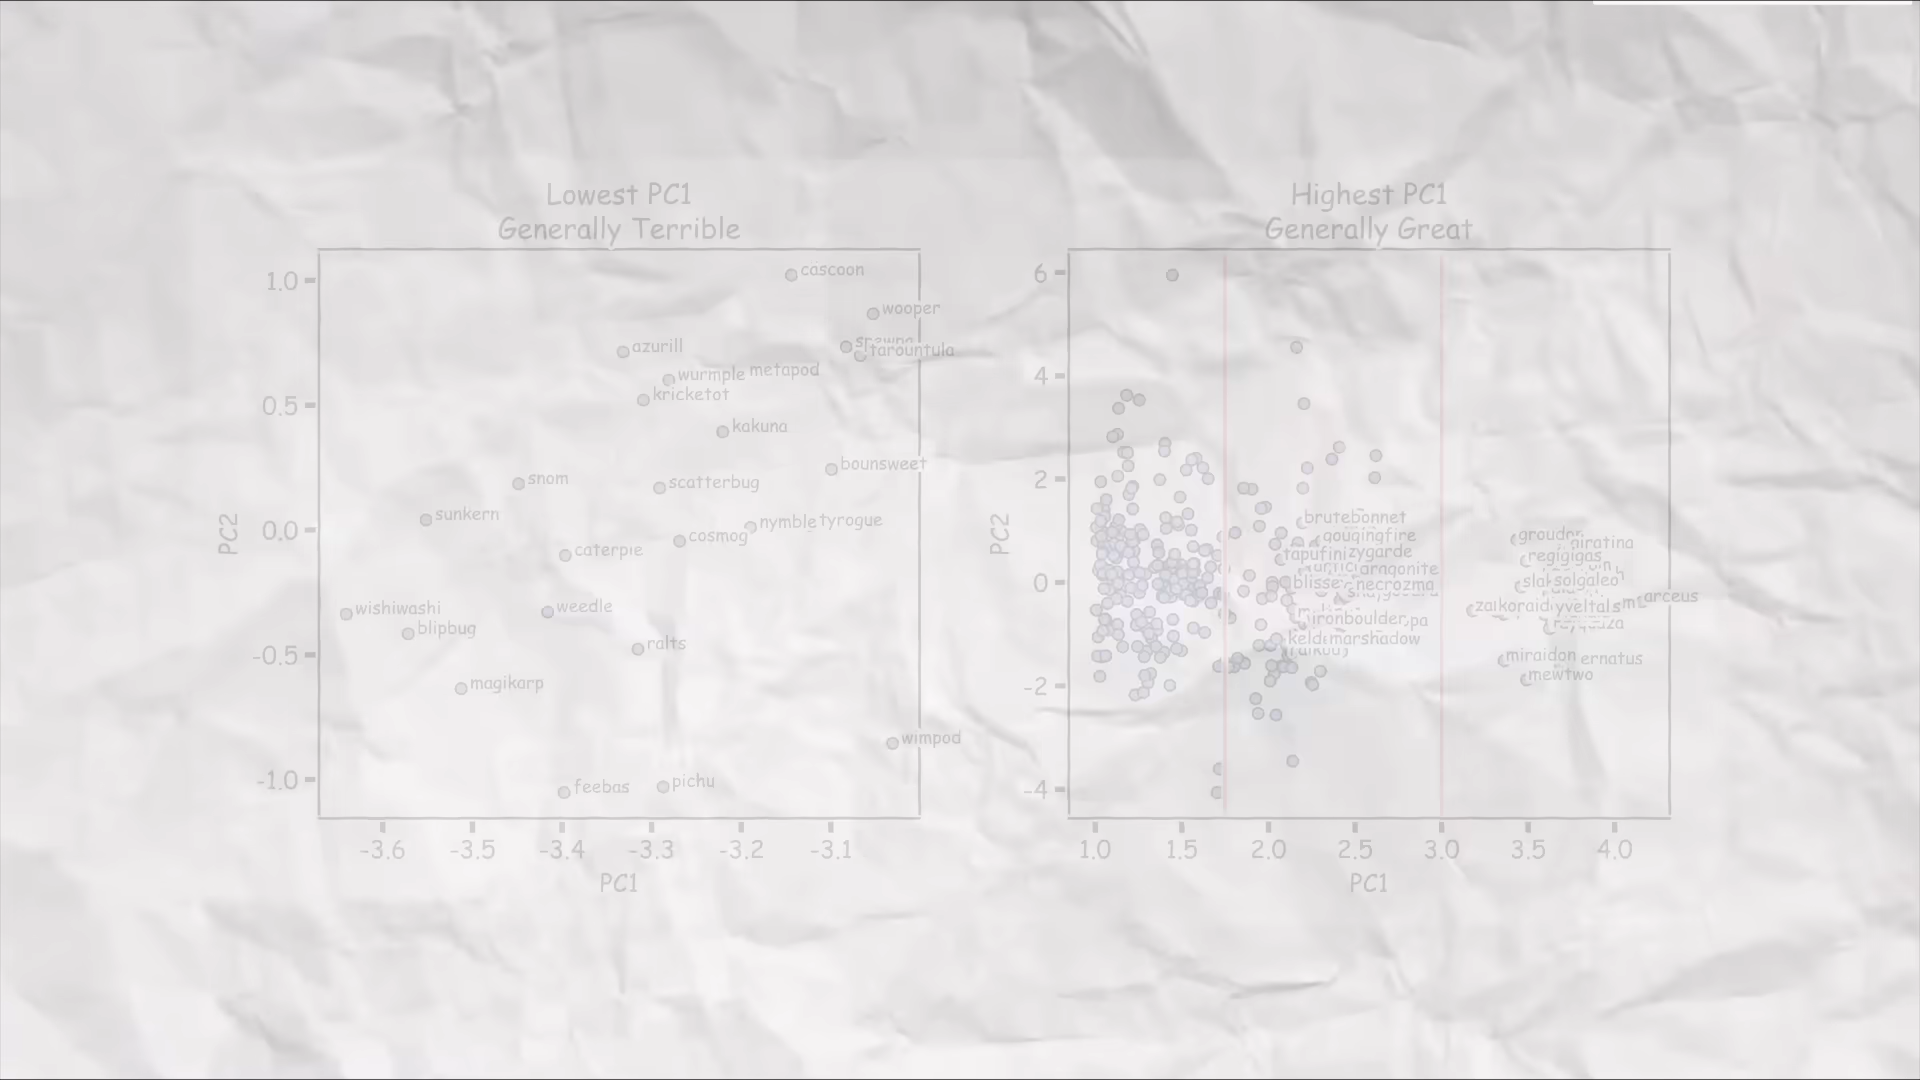 Lowest PC1
Generally Terrible
1.0
0.5
0.0
-0.5
-1.0
PC2
cascoon
wooper
azurill
tarountula
wurmple metapod
kricketot
kakuna
bounsweet
snom
scatterbug
sunkern
nymble tyrogue
cosmog
caterpie
wishiwashi
weedle
blipbug
ralts
magikarp
wimpod
feebas
pichu
-3.6 -3.5 -3.4 -3.3 -3.2 -3.1
PC1
Highest PC1
Generally Great
6
4
2
0
-2
-4
PC2
brutebonnet
gougingfire
tapufini zygarde
dragonite
necrozma
ironboulder
marshadow
groudon
giratina
regigigas
solgaleo
arceus
yveltal
rayquaza
miraidon
mewtwo
1.0 1.5 2.0 2.5 3.0 3.5 4.0
PC1